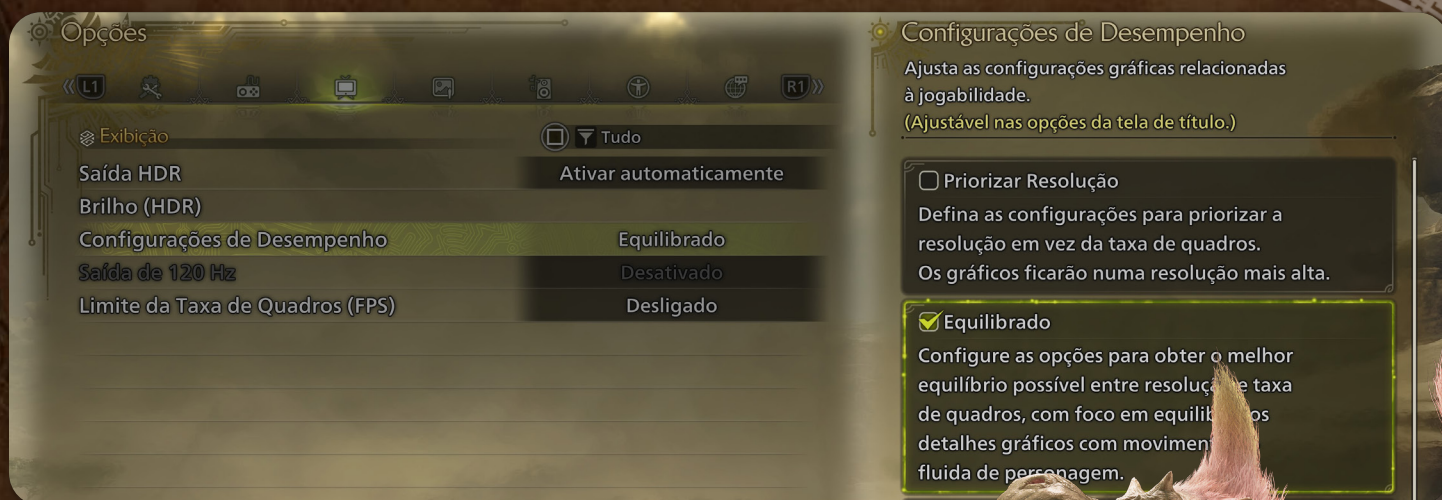 Opções
L1
R1
Exibição
Tudo
Saída HDR
Ativar automaticamente
Brilho (HDR)
Configurações de Desempenho
Equilibrado
Saída de 120 Hz
Desativado
Limite da Taxa de Quadros (FPS)
Desligado
Configurações de Desempenho
Ajusta as configurações gráficas relacionadas
à jogabilidade.
(Ajustável nas opções da tela de título.)
Priorizar Resolução
Defina as configurações para priorizar a
resolução em vez da taxa de quadros.
Os gráficos ficarão numa resolução mais alta.
Equilibrado
Configure as opções para obter o melhor
equilíbrio possível entre resolução e taxa
de quadros, com foco em
detalhes gráficos com
fluida de personagem.